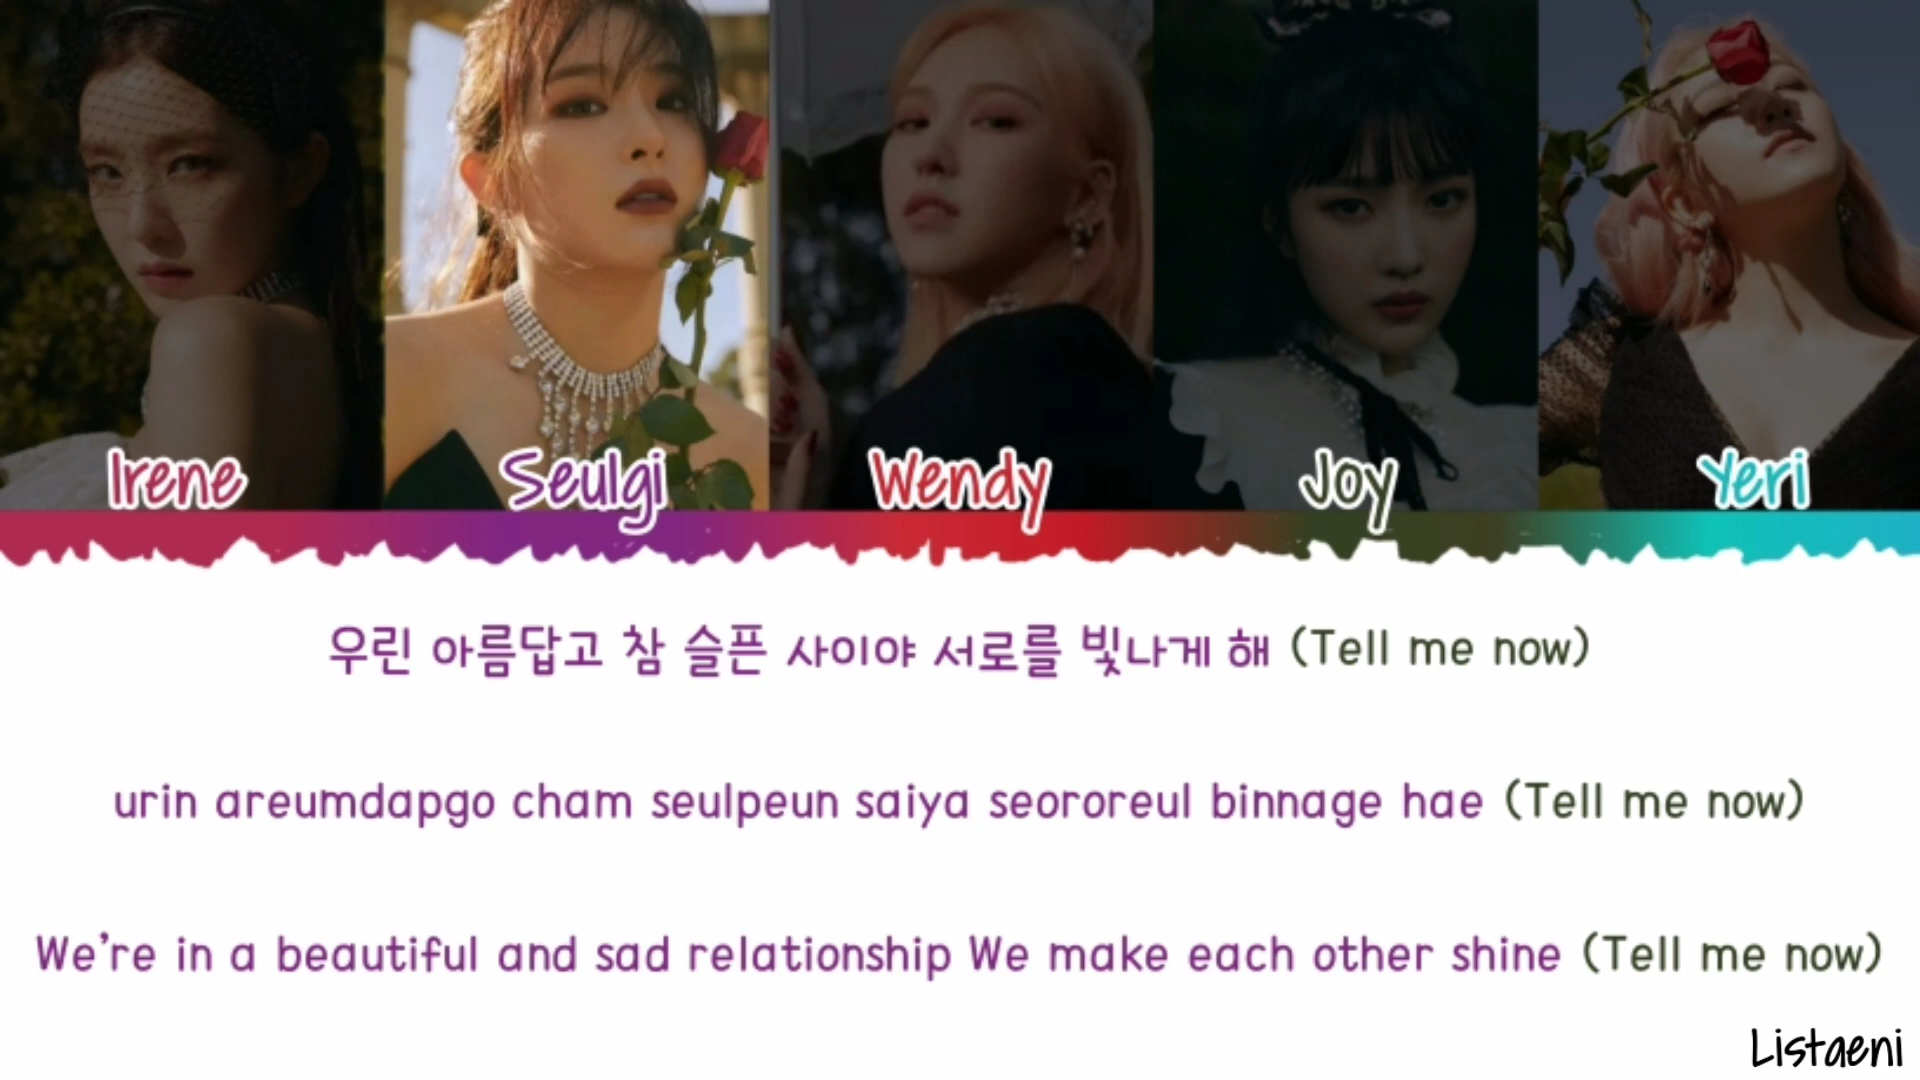 Irene Seulgi Wendy Joy Yeri
우린 아름답고 참 슬픈 사이야 서로를 빛나게 해 (Tell me now)
urin areumdapgo cham seulpeun saiya seororeul binnage hae (Tell me now)
We're in a beautiful and sad relationship We make each other shine (Tell me now)
Listaeni